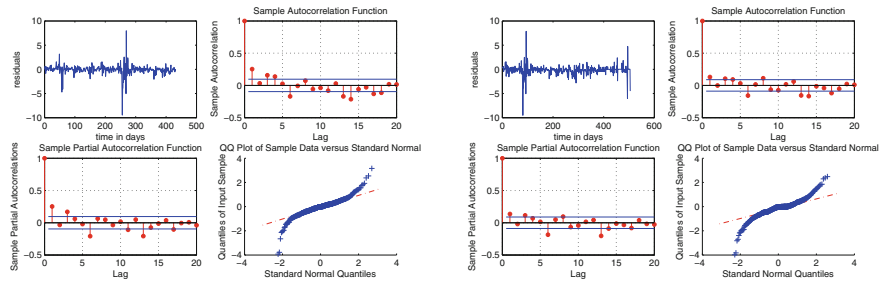 Sample Autocorrelation Function
residuals
10
5
0
−5
−10
0 100 200 300 400 500
time in days
Sample Autocorrelation
1
0.5
0
−0.5
0 5 10 15 20
Lag
Sample Partial Autocorrelation Function
Sample Partial Autocorrelations
1
0.5
0
−0.5
0 5 10 15 20
Lag
QQ Plot of Sample Data versus Standard Normal
Quantiles of Input Sample
4
2
0
−2
−4
−4 −2 0 2 4
Standard Normal Quantiles
Sample Autocorrelation Function
residuals
10
5
0
−5
−10
0 100 200 300 400 500 600
time in days
Sample Autocorrelation
1
0.5
0
−0.5
0 5 10 15 20
Lag
Sample Partial Autocorrelation Function
Sample Partial Autocorrelations
1
0.5
0
−0.5
0 5 10 15 20
Lag
QQ Plot of Sample Data versus Standard Normal
Quantiles of Input Sample
4
2
0
−2
−4
−4 −2 0 2 4
Standard Normal Quantiles